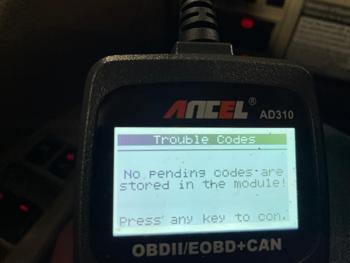 ANCEL®
AD310
Trouble Codes
No pending codes are
stored in the module!
Press any key to con.
OBDII/EOBD+CAN